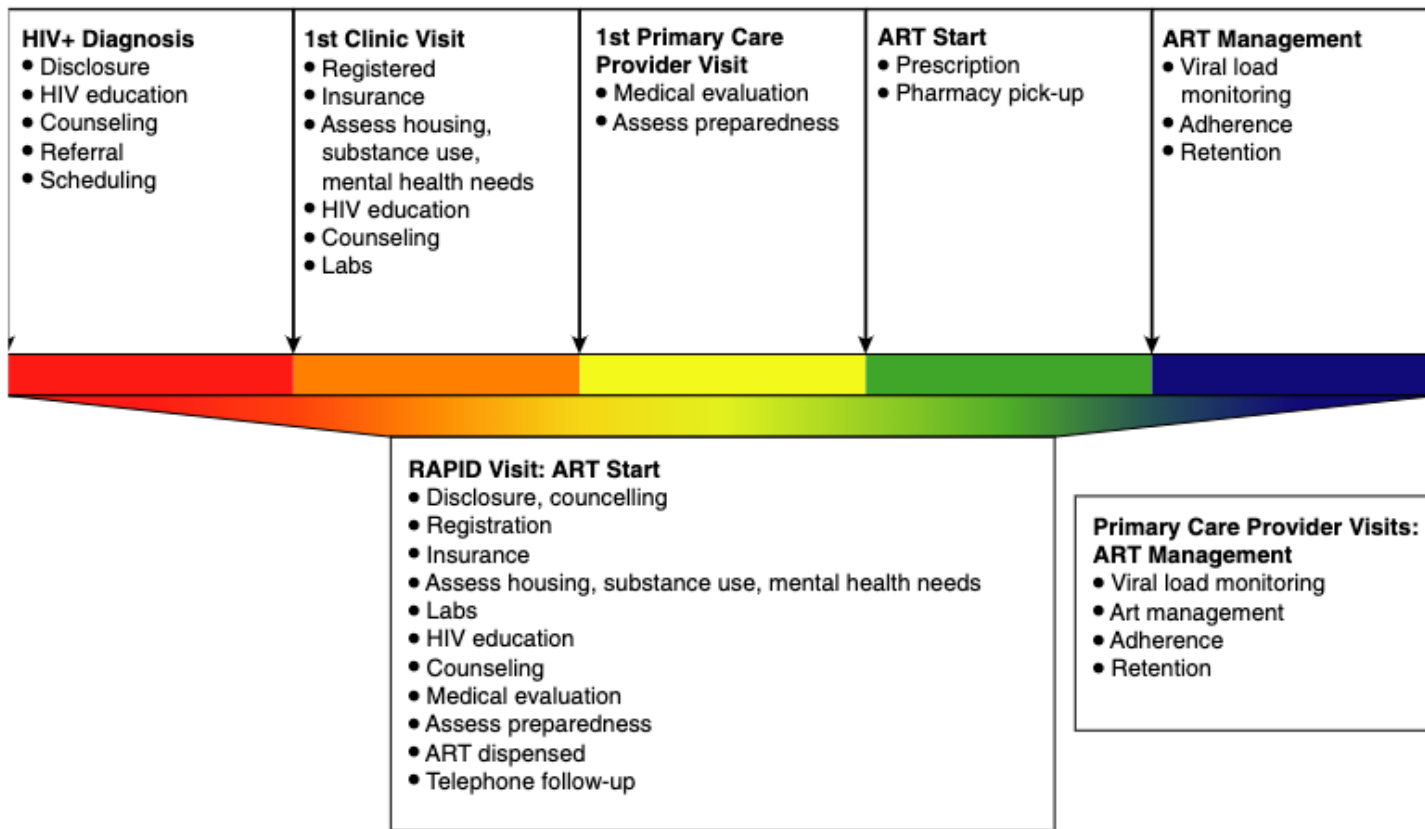 HIV+ Diagnosis
• Disclosure
• HIV education
• Counseling
• Referral
• Scheduling
1st Clinic Visit
• Registered
• Insurance
• Assess housing,
substance use,
mental health needs
• HIV education
• Counseling
• Labs
1st Primary Care
Provider Visit
• Medical evaluation
• Assess preparedness
ART Start
• Prescription
• Pharmacy pick-up
ART Management
• Viral load
monitoring
• Adherence
• Retention
RAPID Visit: ART Start
• Disclosure, councelling
• Registration
• Insurance
• Assess housing, substance use, mental health needs
• Labs
• HIV education
• Counseling
• Medical evaluation
• Assess preparedness
• ART dispensed
• Telephone follow-up
Primary Care Provider Visits:
ART Management
• Viral load monitoring
• Art management
• Adherence
• Retention